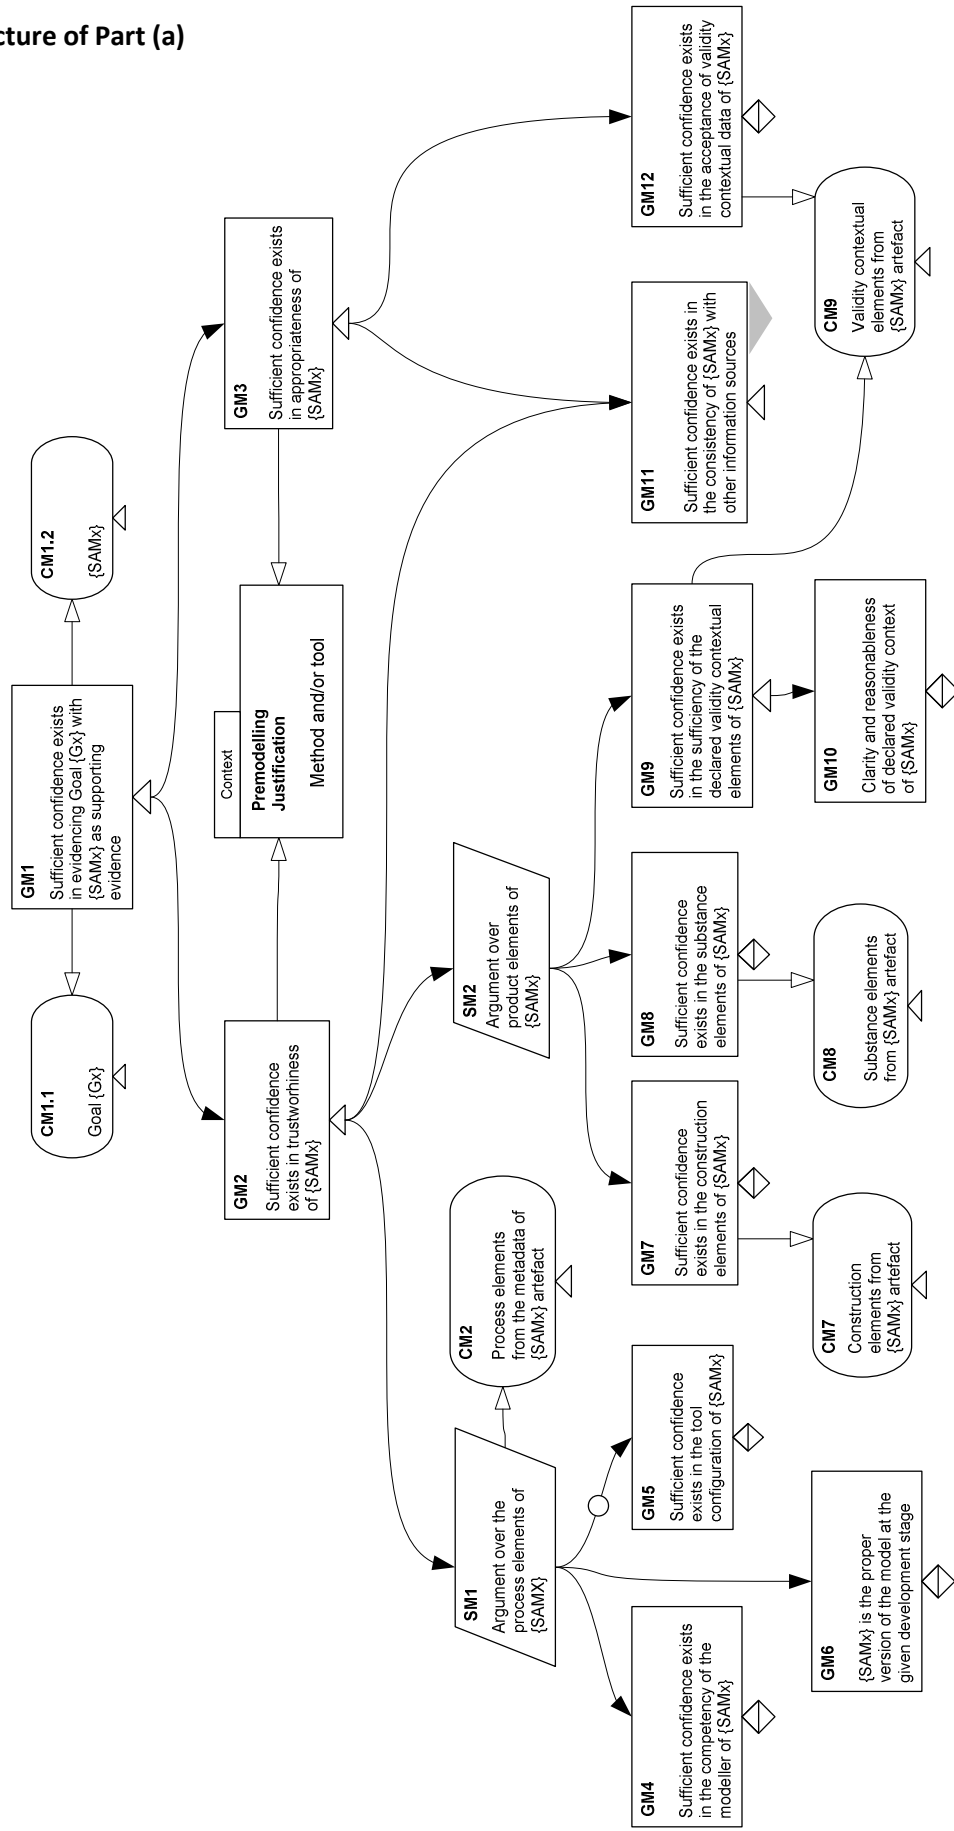 cture of Part (a)
GM1
Sufficient confidence exists
in evidencing Goal {Gx} with
{SAMx} as supporting
evidence
CM1.1
Goal {Gx}
CM1.2
{SAMx}
GM2
Sufficient confidence
exists in trustworhiness
of {SAMx}
Context
Premodelling
Justification
Method and/or tool
GM3
Sufficient confidence exists
in appropriateness of
{SAMx}
SM1
Argument over the
process elements of
{SAMX}
CM2
Process elements
from the metadata of
{SAMx} artefact
SM2
Argument over
product elements of
{SAMx}
GM4
Sufficient confidence exists
in the competency of the
modeller of {SAMx}
GM5
Sufficient confidence
exists in the tool
configuration of {SAMx}
GM7
Sufficient confidence
exists in the construction
elements of {SAMx}
GM8
Sufficient confidence
exists in the substance
elements of {SAMx}
GM9
Sufficient confidence exists
in the sufficiency of the
declared validity contextual
elements of {SAMx}
GM11
Sufficient confidence exists in
the consistency of {SAMx} with
other information sources
GM12
Sufficient confidence exists
in the acceptance of validity
contextual data of {SAMx}
GM6
{SAMx} is the proper
version of the model at the
given development stage
CM7
Construction
elements from
{SAMx} artefact
CM8
Substance elements
from {SAMx} artefact
GM10
Clarity and reasonableness
of declared validity context
of {SAMx}
CM9
Validity contextual
elements from
{SAMx} artefact